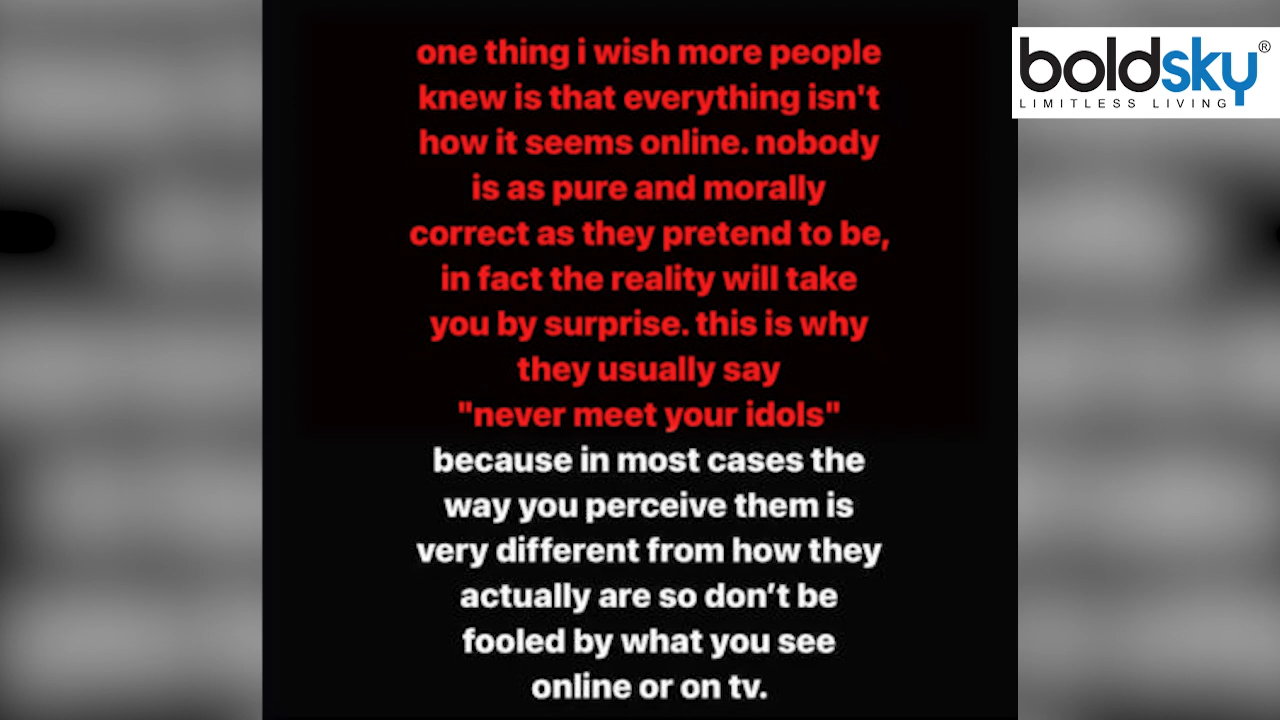 one thing i wish more people
knew is that everything isn't
how it seems online. nobody
is as pure and morally
correct as they pretend to be,
in fact the reality will take
you by surprise. this is why
they usually say
"never meet your idols"
because in most cases the
way you perceive them is
very different from how they
actually are so don’t be
fooled by what you see
online or on tv.
boldsky®
LIMITLESS LIVING